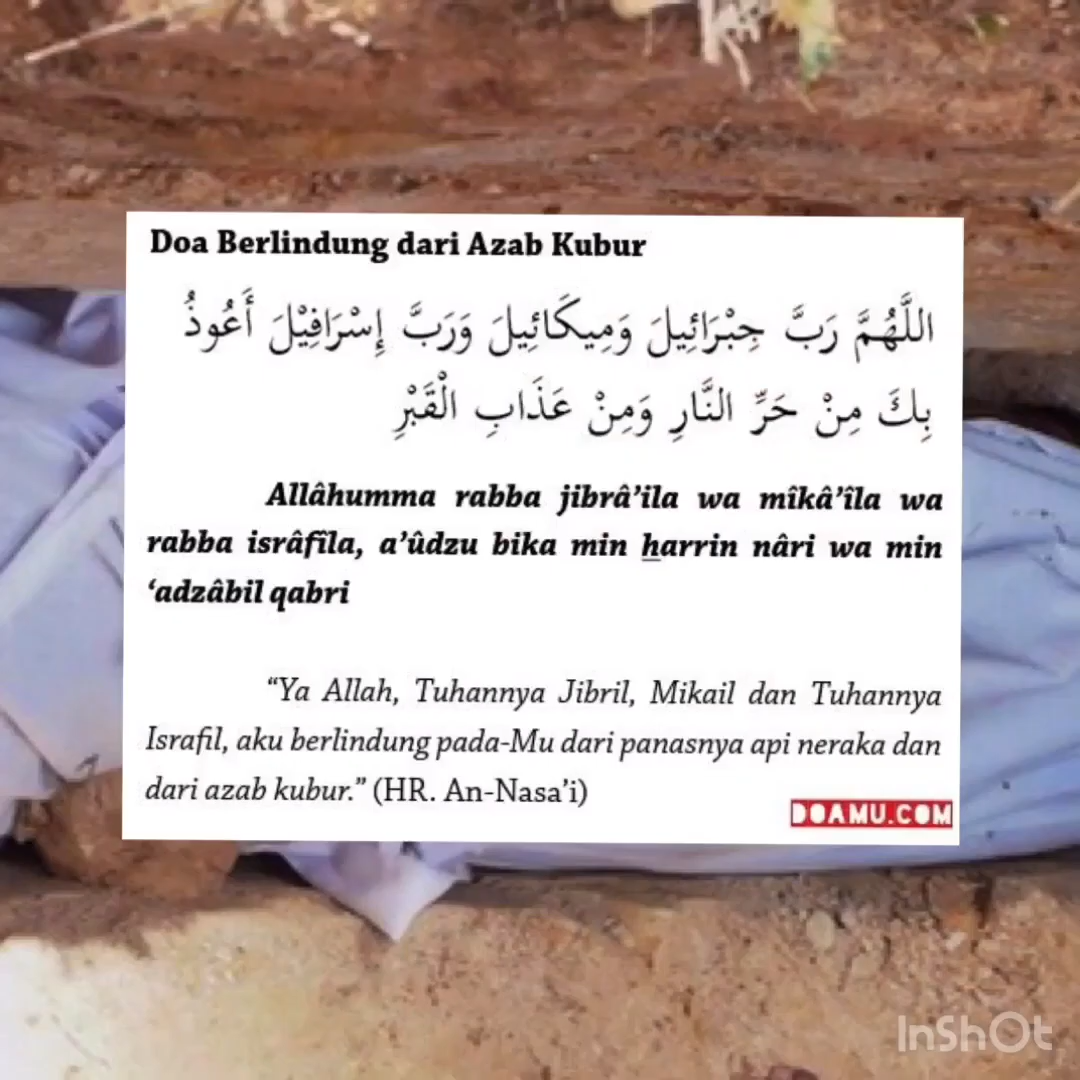 Doa Berlindung dari Azab Kubur
اللَّهُمَّ رَبَّ جِبْرَائِيلَ وَمِيكَائِيلَ وَرَبَّ إِسْرَافِيْلَ أَعُوذُ
بِكَ مِنْ حَرِّ النَّارِ وَمِنْ عَذَابِ الْقَبْرِ
Allâhumma rabba jibrâ’ila wa mîkâ’îla wa
rabba isrâfîla, a’ûdzu bika min h̲arrin nâri wa min
‘adzâbil qabri
“Ya Allah, Tuhannya Jibril, Mikail dan Tuhannya
Israfil, aku berlindung pada-Mu dari panasnya api neraka dan
dari azab kubur.” (HR. An-Nasa’i)
DOAMU.COM
InShOt